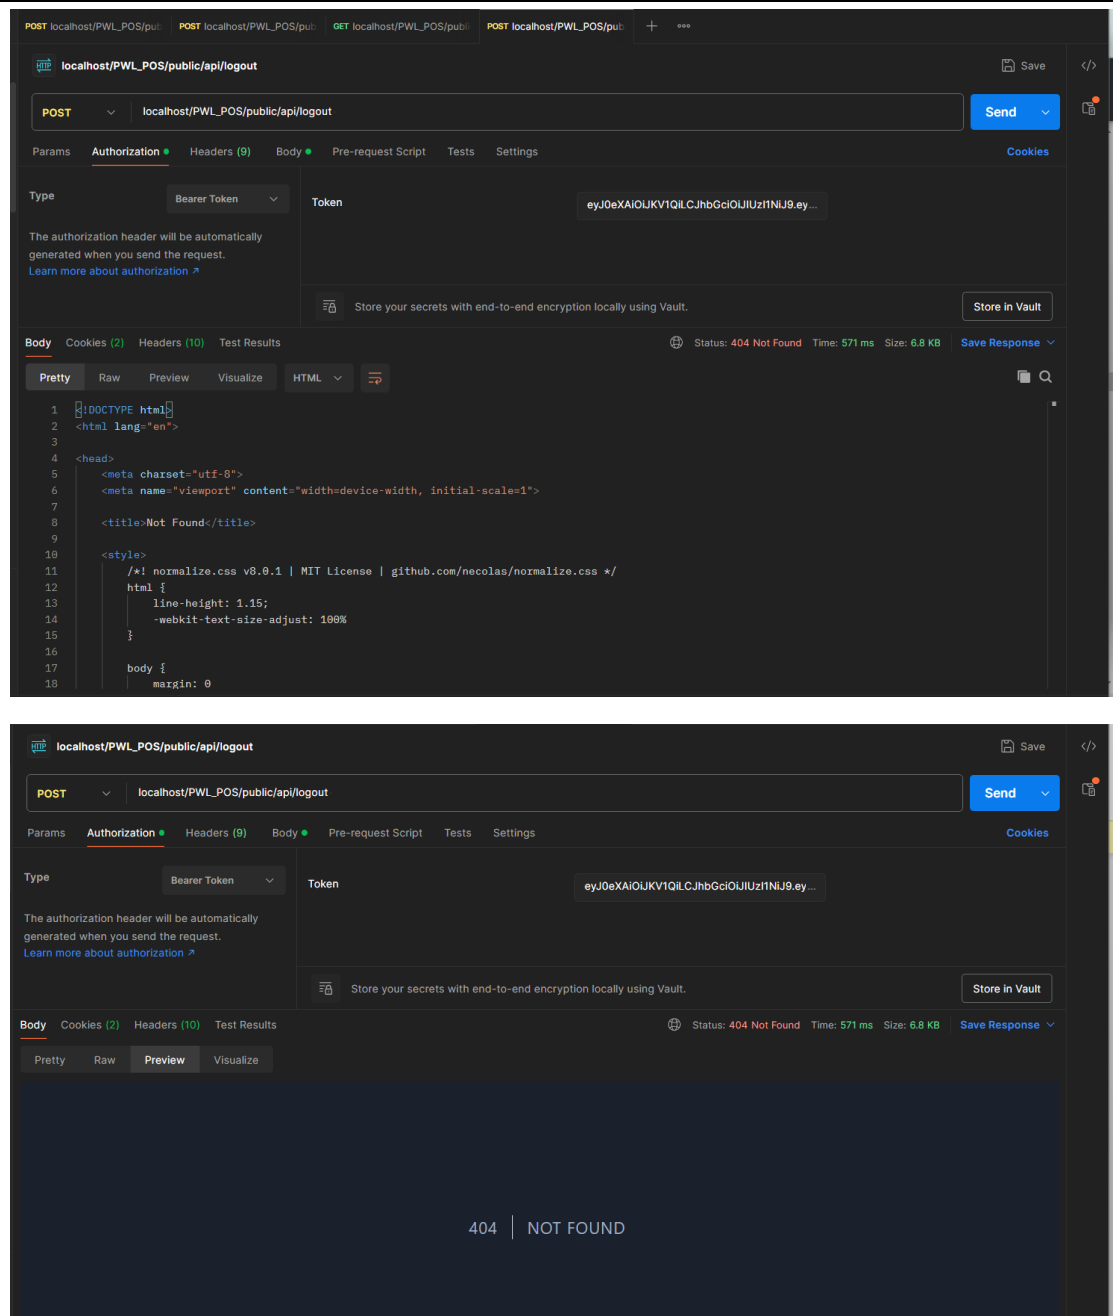 POST localhost/PWL_POS/pub POST localhost/PWL_POS/pub GET localhost/PWL_POS/publi POST localhost/PWL_POS/pub
HTTP localhost/PWL_POS/public/api/logout Save
POST localhost/PWL_POS/public/api/logout Send
Params Authorization Headers (9) Body Pre-request Script Tests Settings Cookies
Type Bearer Token Token eyJ0eXAiOiJKV1QiLCJhbGciOiJIUzI1NiJ9.ey...
The authorization header will be automatically
generated when you send the request.
Learn more about authorization ↗
Store your secrets with end-to-end encryption locally using Vault. Store in Vault
Body Cookies (2) Headers (10) Test Results Status: 404 Not Found Time: 571 ms Size: 6.8 KB Save Response
Pretty Raw Preview Visualize HTML
1 <!DOCTYPE html>
2 <html lang="en">
3
4 <head>
5 <meta charset="utf-8">
6 <meta name="viewport" content="width=device-width, initial-scale=1">
7
8 <title>Not Found</title>
9
10 <style>
11 /*! normalize.css v8.0.1 | MIT License | github.com/necolas/normalize.css */
12 html {
13 line-height: 1.15;
14 -webkit-text-size-adjust: 100%
15 }
16
17 body {
18 margin: 0
HTTP localhost/PWL_POS/public/api/logout Save
POST localhost/PWL_POS/public/api/logout Send
Params Authorization Headers (9) Body Pre-request Script Tests Settings Cookies
Type Bearer Token Token eyJ0eXAiOiJKV1QiLCJhbGciOiJIUzI1NiJ9.ey...
The authorization header will be automatically
generated when you send the request.
Learn more about authorization ↗
Store your secrets with end-to-end encryption locally using Vault. Store in Vault
Body Cookies (2) Headers (10) Test Results Status: 404 Not Found Time: 571 ms Size: 6.8 KB Save Response
Pretty Raw Preview Visualize
404 NOT FOUND